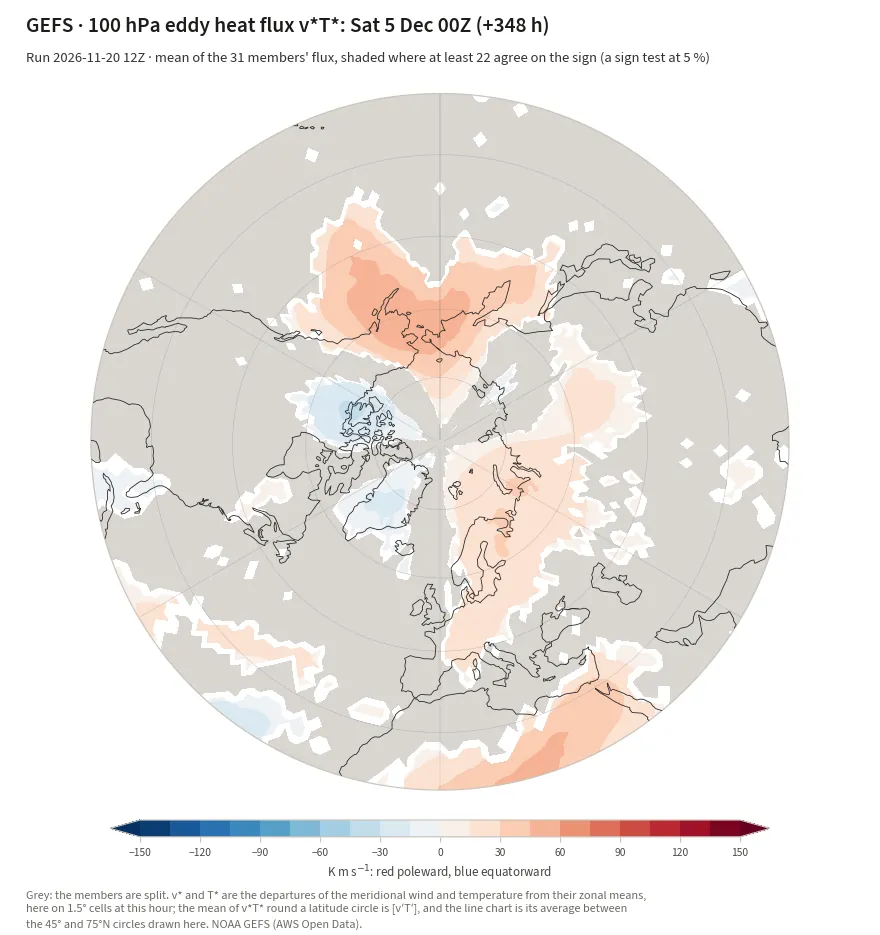 GEFS · 100 hPa eddy heat flux v*T*: Sat 5 Dec 00Z (+348 h)
Run 2026-11-20 12Z · mean of the 31 members' flux, shaded where at least 22 agree on the sign (a sign test at 5 %)
−150 −120 −90 −60 −30 0 30 60 90 120 150
K m s⁻¹: red poleward, blue equatorward
Grey: the members are split. v* and T* are the departures of the meridional wind and temperature from their zonal means,
here on 1.5° cells at this hour; the mean of v*T* round a latitude circle is [v'T'], and the line chart is its average between
the 45° and 75°N circles drawn here. NOAA GEFS (AWS Open Data).